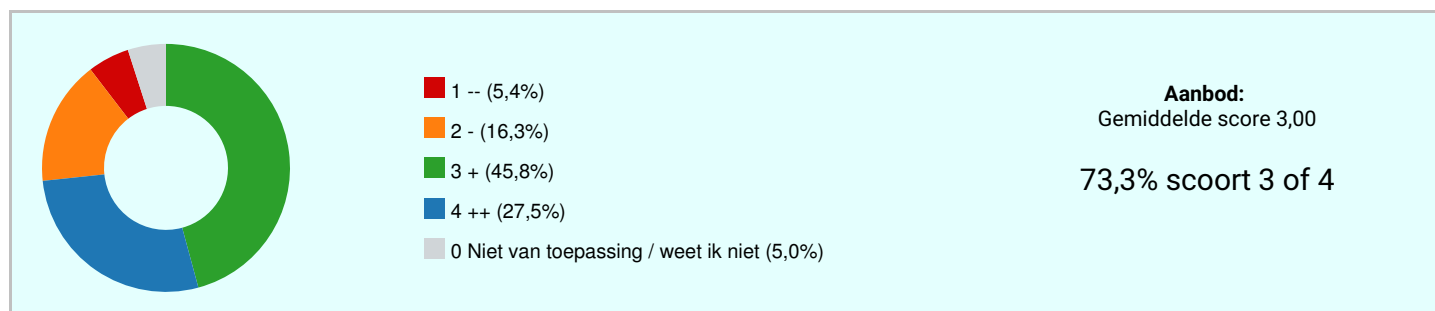 1 -- (5,4%)
2 - (16,3%)
3 + (45,8%)
4 ++ (27,5%)
0 Niet van toepassing / weet ik niet (5,0%)
Aanbod:
Gemiddelde score 3,00
73,3% scoort 3 of 4